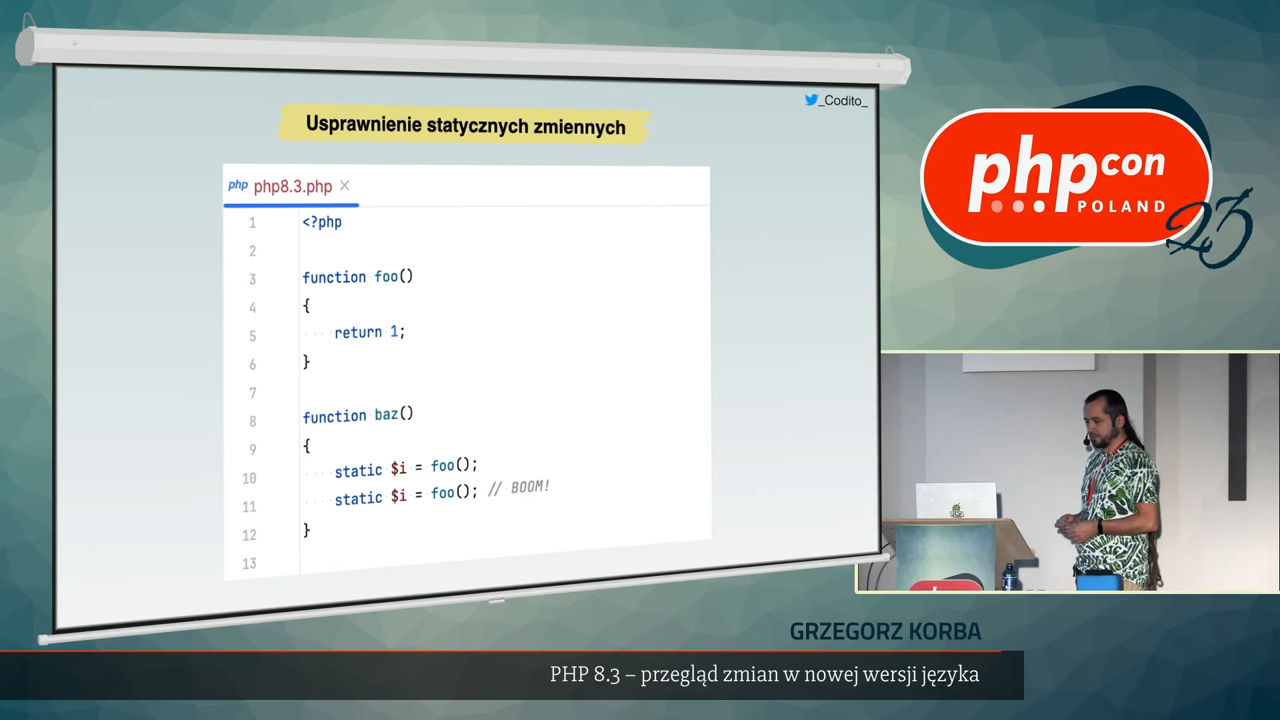 _Codito_
Usprawnienie statycznych zmiennych
php php8.3.php ×
1 <?php
2
3 function foo()
4 {
5 return 1;
6 }
7
8 function baz()
9 {
10 static $i = foo();
11 static $i = foo(); // BOOM!
12 }
13
phpcon
POLAND
23
GRZEGORZ KORBA
PHP 8.3 – przegląd zmian w nowej wersji języka